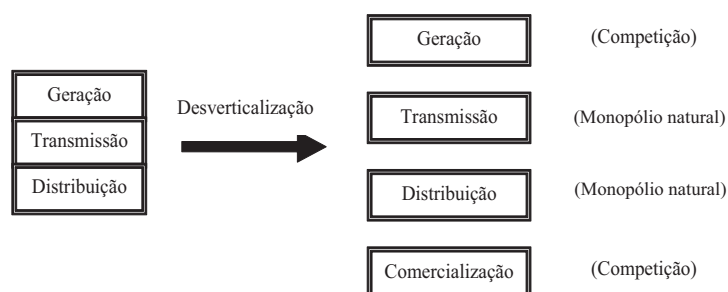 Geração
Transmissão
Distribuição
Desverticalização
Geração (Competição)
Transmissão (Monopólio natural)
Distribuição (Monopólio natural)
Comercialização (Competição)